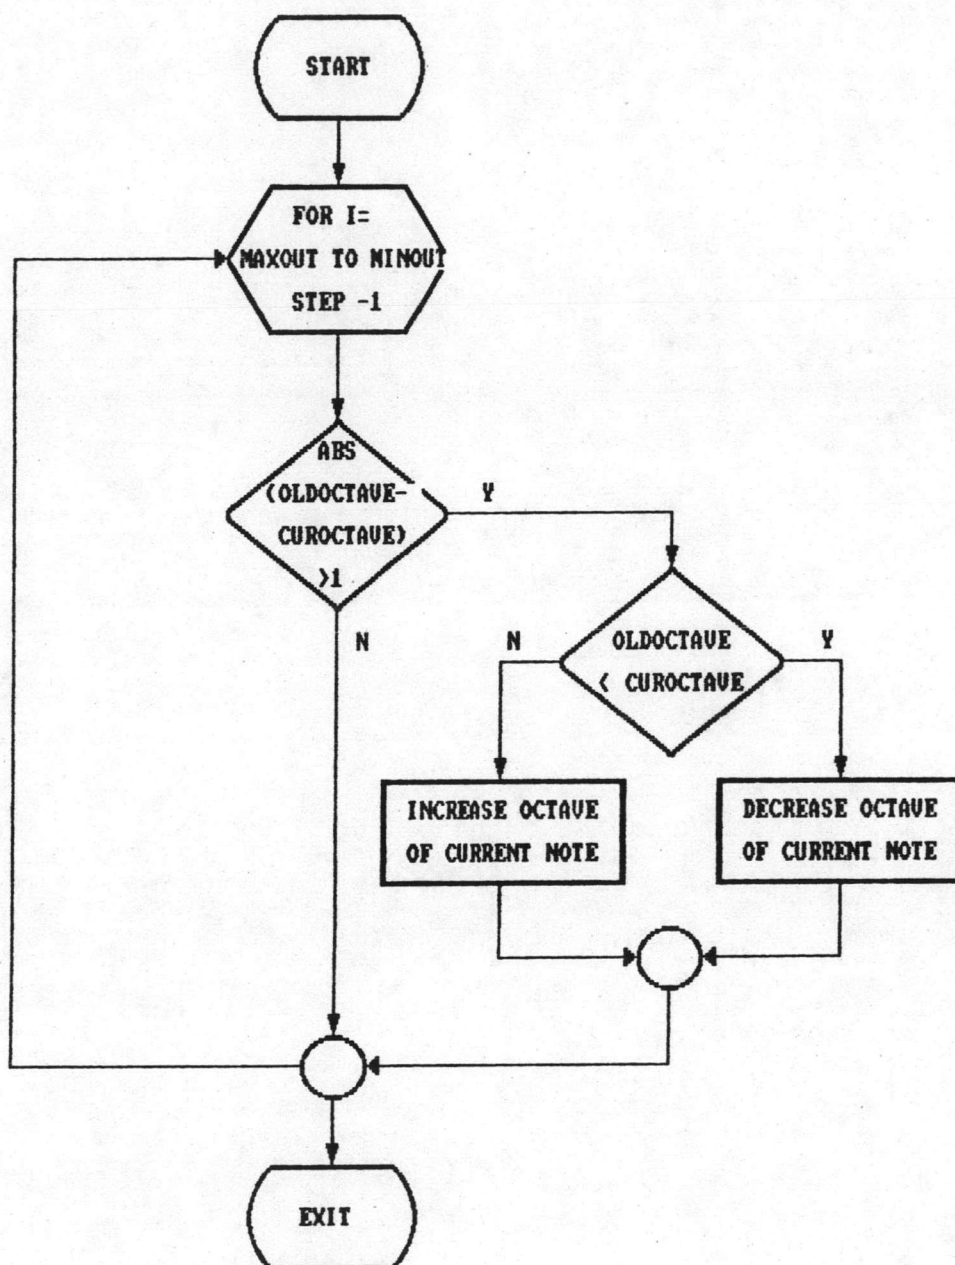 START
FOR I=
MAXOUT TO MINOUT
STEP -1
ABS
(OLDOCTAVE-
CUROCTAVE)
>1
Y
N
OLDOCTAVE
< CUROCTAVE
N
Y
INCREASE OCTAVE
OF CURRENT NOTE
DECREASE OCTAVE
OF CURRENT NOTE
EXIT